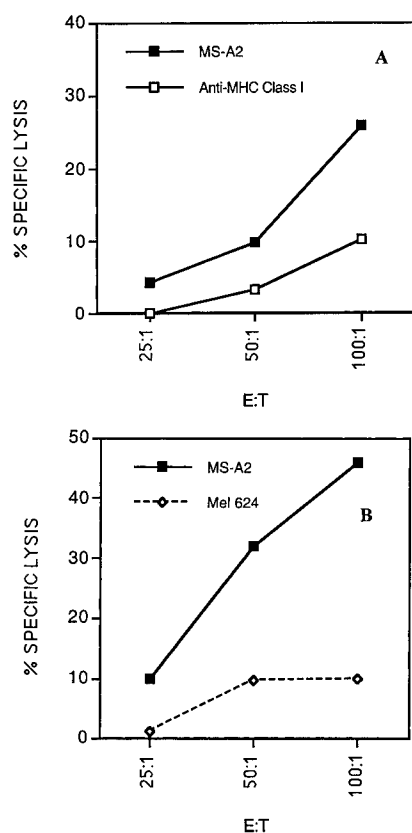 40
MS-A2
A
Anti-MHC Class I
30
20
10
0
% SPECIFIC LYSIS
25:1
50:1
100:1
E:T
50
MS-A2
Mel 624
B
40
30
20
10
0
% SPECIFIC LYSIS
25:1
50:1
100:1
E:T